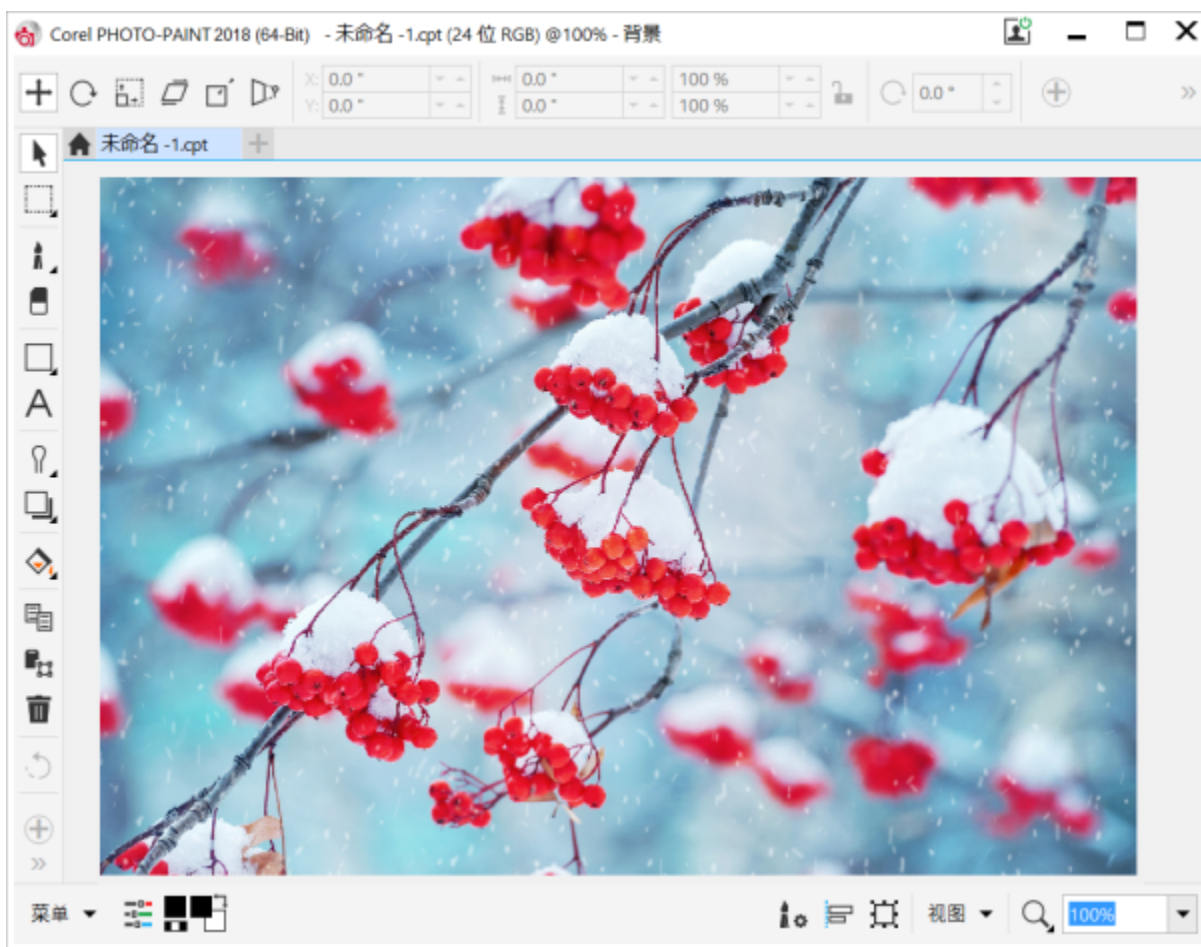 Corel PHOTO-PAINT 2018 (64-Bit) - 未命名 -1.cpt (24 位 RGB) @100% - 背景
X: 0.0 " 0.0 " 100 % 0.0 °
Y: 0.0 " 0.0 " 100 %
未命名 -1.cpt
A
菜单 视图 100%